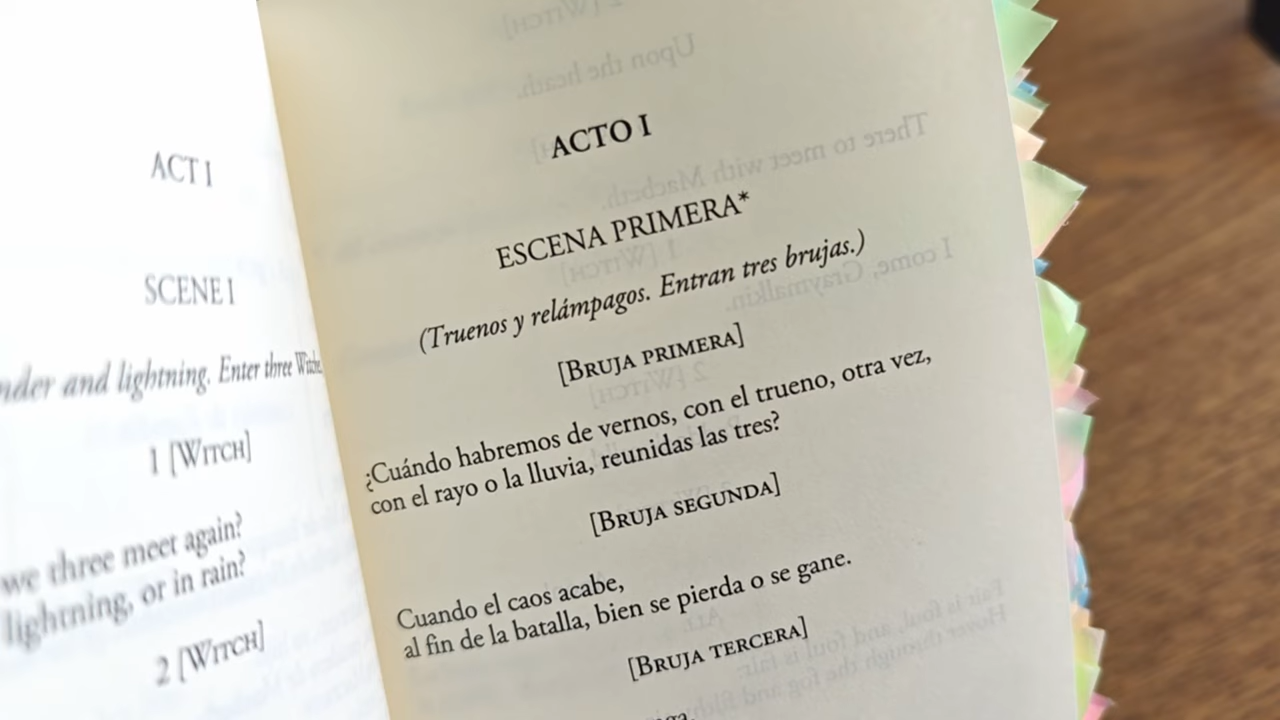 ACT I
SCENE I
and lightning. Enter three
1 [WITCH]
we three meet again?
lightning, or in rain?
2 [WITCH]
ACTO I
ESCENA PRIMERA*
(Truenos y relámpagos. Entran tres brujas.)
[BRUJA PRIMERA]
¿Cuándo habremos de vernos, con el trueno, otra vez,
con el rayo o la lluvia, reunidas las tres?
[BRUJA SEGUNDA]
Cuando el caos acabe,
al fin de la batalla, bien se pierda o se gane.
[BRUJA TERCERA]